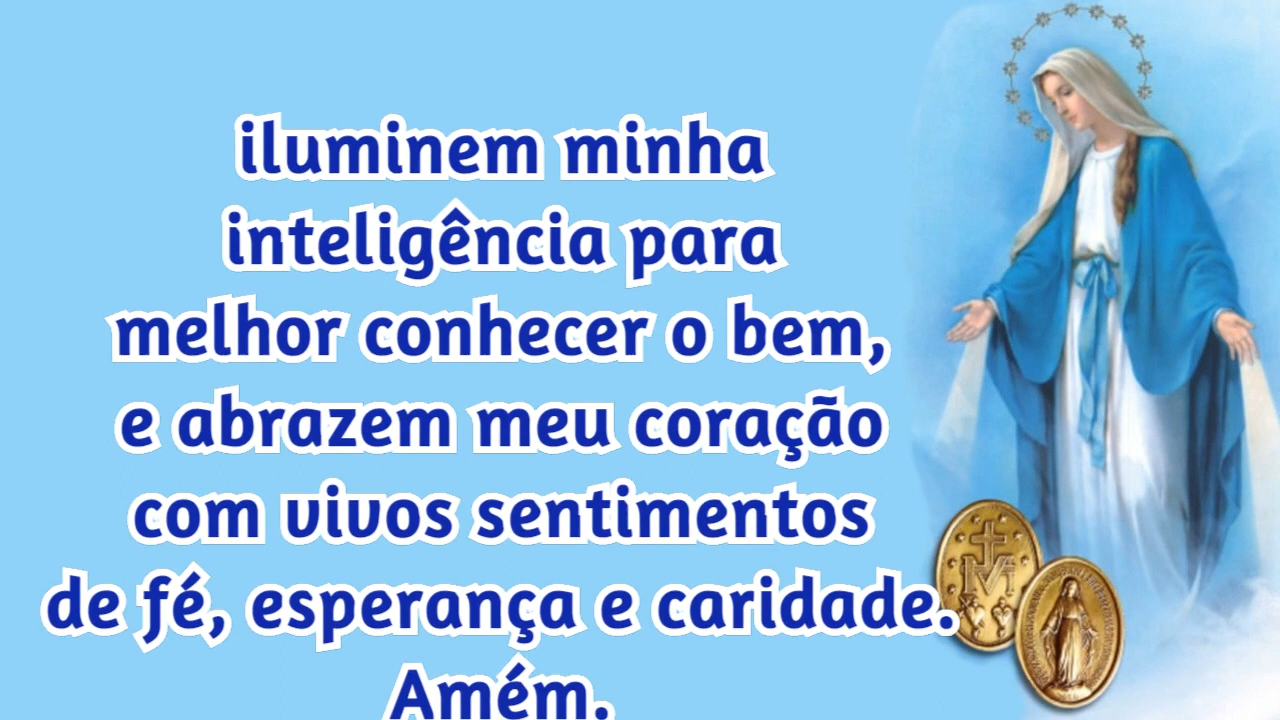 iluminem minha
inteligência para
melhor conhecer o bem,
e abrazem meu coração
com vivos sentimentos
de fé, esperança e caridade.
Amém.